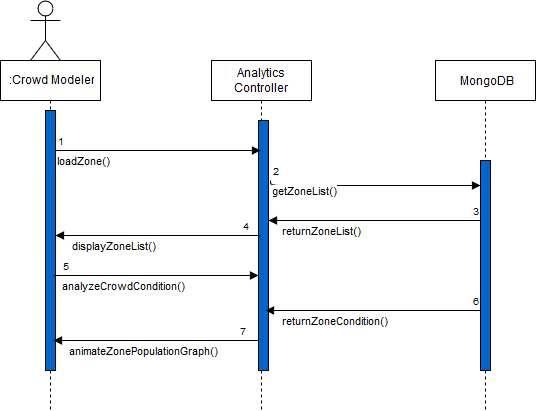 :Crowd Modeler
Analytics
Controller
MongoDB
1
loadZone()
2
getZoneList()
3
returnZoneList()
4
displayZoneList()
5
analyzeCrowdCondition()
6
returnZoneCondition()
7
animateZonePopulationGraph()